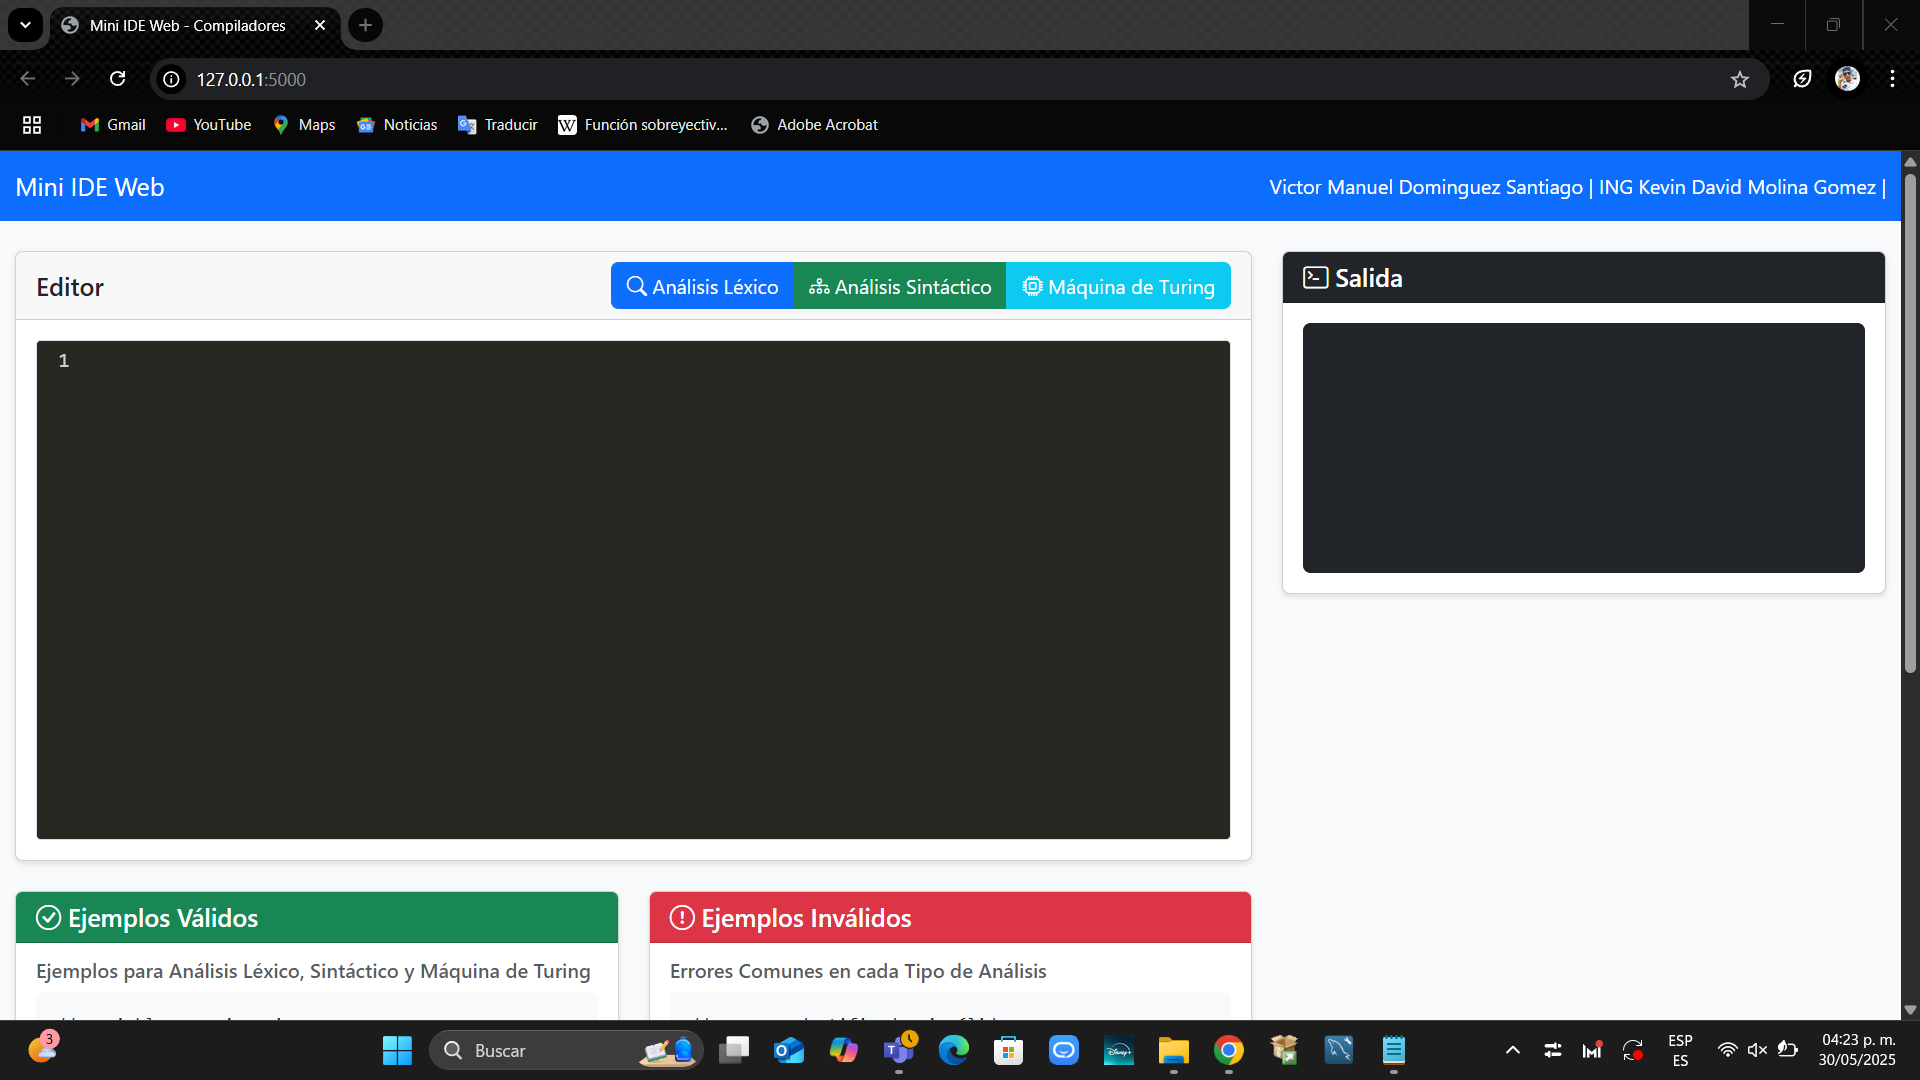 Mini IDE Web - Compiladores
127.0.0.1:5000
Gmail
YouTube
Maps
Noticias
Traducir
Función sobreyectiv...
Adobe Acrobat
Mini IDE Web
Victor Manuel Dominguez Santiago | ING Kevin David Molina Gomez |
Editor
Análisis Léxico
Análisis Sintáctico
Máquina de Turing
Salida
1
Ejemplos Válidos
Ejemplos Inválidos
Ejemplos para Análisis Léxico, Sintáctico y Máquina de Turing
Errores Comunes en cada Tipo de Análisis
3
Buscar
ESP
ES
04:23 p. m.
30/05/2025